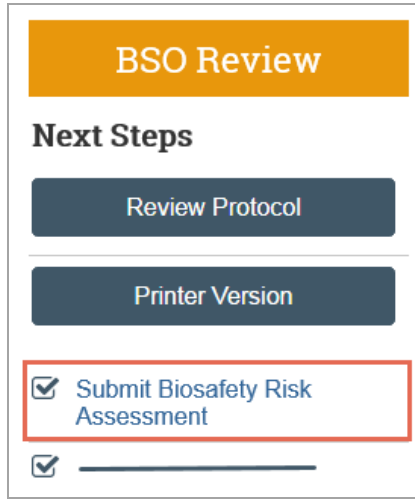 BSO Review
Next Steps
Review Protocol
Printer Version
Submit Biosafety Risk
Assessment